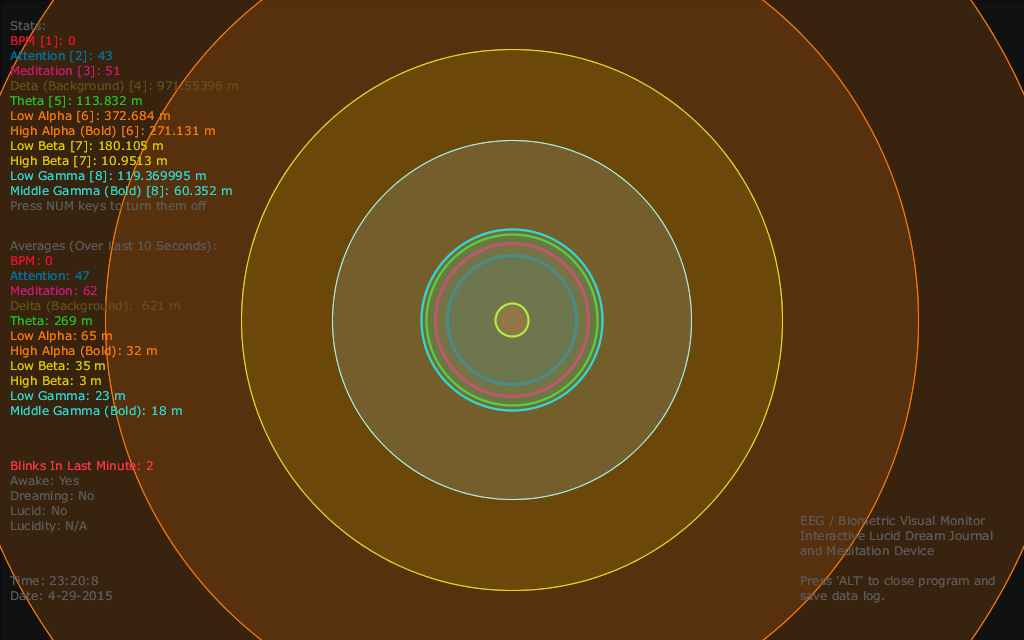 Stats:
BPM [1]: 0
Attention [2]: 43
Meditation [3]: 51
Deta (Background) [4]: 971.55396 m
Theta [5]: 113.832 m
Low Alpha [6]: 372.684 m
High Alpha (Bold) [6]: 271.131 m
Low Beta [7]: 180.105 m
High Beta [7]: 10.9513 m
Low Gamma [8]: 119.369995 m
Middle Gamma (Bold) [8]: 60.352 m
Press NUM keys to turn them off
Averages (Over Last 10 Seconds):
BPM: 0
Attention: 47
Meditation: 62
Delta (Background): 621 m
Theta: 269 m
Low Alpha: 65 m
High Alpha (Bold): 32 m
Low Beta: 35 m
High Beta: 3 m
Low Gamma: 23 m
Middle Gamma (Bold): 18 m
Blinks In Last Minute: 2
Awake: Yes
Dreaming: No
Lucid: No
Lucidity: N/A
Time: 23:20:8
Date: 4-29-2015
EEG / Biometric Visual Monitor
Interactive Lucid Dream Journal
and Meditation Device
Press 'ALT' to close program and
save data log.